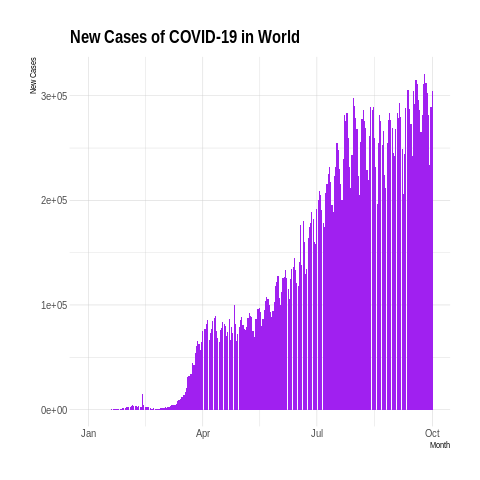 New Cases of COVID-19 in World
New Cases
3e+05
2e+05
1e+05
0e+00
Jan Apr Jul Oct
Month